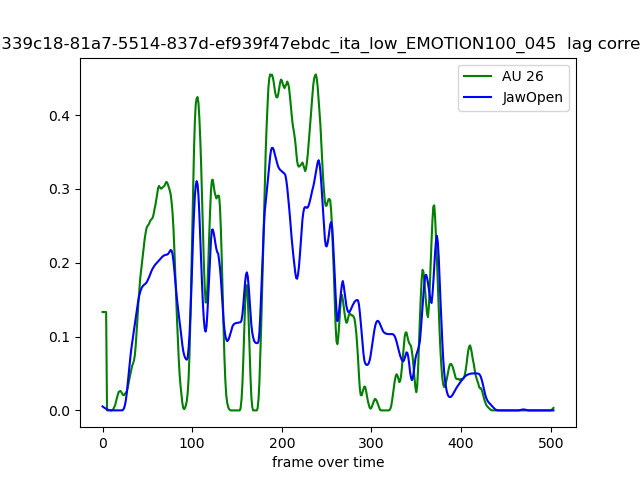 339c18-81a7-5514-837d-ef939f47ebdc_ita_low_EMOTION100_045 lag corre
AU 26
JawOpen
0.4
0.3
0.2
0.1
0.0
0 100 200 300 400 500
frame over time